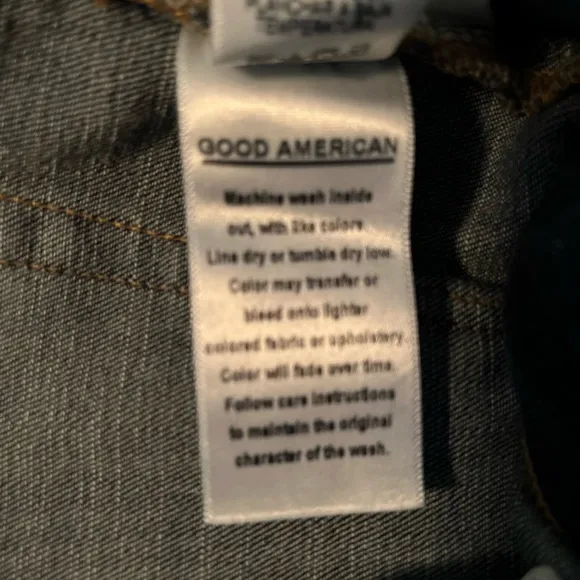 GOOD AMERICAN
Machine wash inside
out, with like colors.
Line dry or tumble dry low.
Color may transfer or
bleed onto lighter
colored fabric or upholstery.
Color will fade over time.
Follow care instructions
to maintain the original
character of the wash.